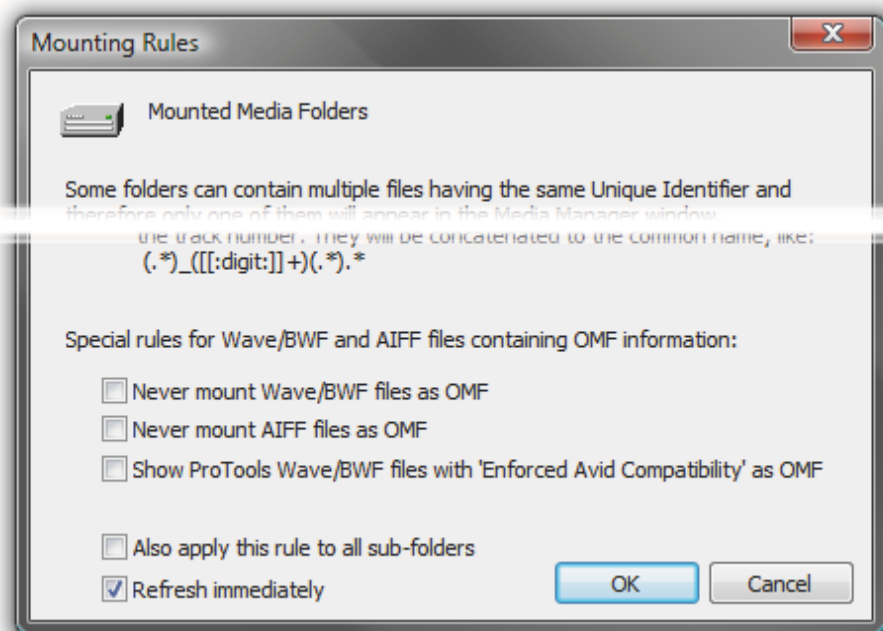 Mounting Rules
Mounted Media Folders
Some folders can contain multiple files having the same Unique Identifier and
therefore only one of them will appear in the Media Manager window
the track number. They will be concatenated to the common name, like:
(.*)_([[:digit:]]+)(.*).*
Special rules for Wave/BWF and AIFF files containing OMF information:
Never mount Wave/BWF files as OMF
Never mount AIFF files as OMF
Show ProTools Wave/BWF files with 'Enforced Avid Compatibility' as OMF
Also apply this rule to all sub-folders
Refresh immediately
OK
Cancel